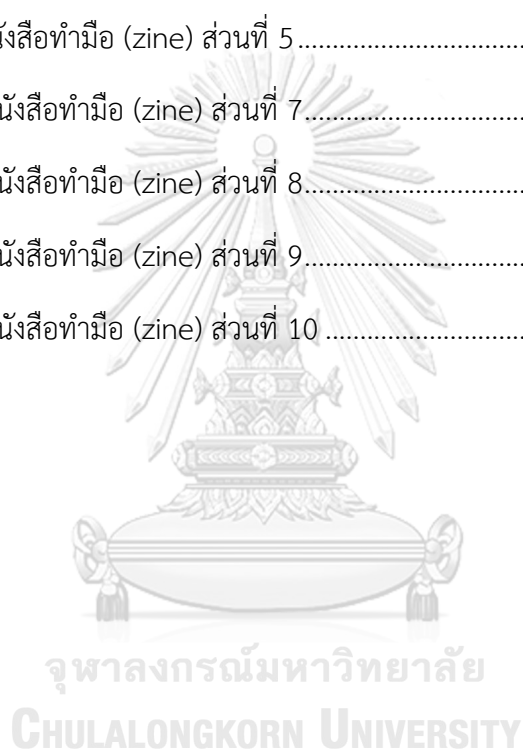 นังสือทำมือ (zine) ส่วนที่ 5................................
นังสือทำมือ (zine) ส่วนที่ 7................................
นังสือทำมือ (zine) ส่วนที่ 8................................
นังสือทำมือ (zine) ส่วนที่ 9................................
นังสือทำมือ (zine) ส่วนที่ 10 .............................
จุฬาลงกรณ์มหาวิทยาลัย
CHULALONGKORN UNIVERSITY